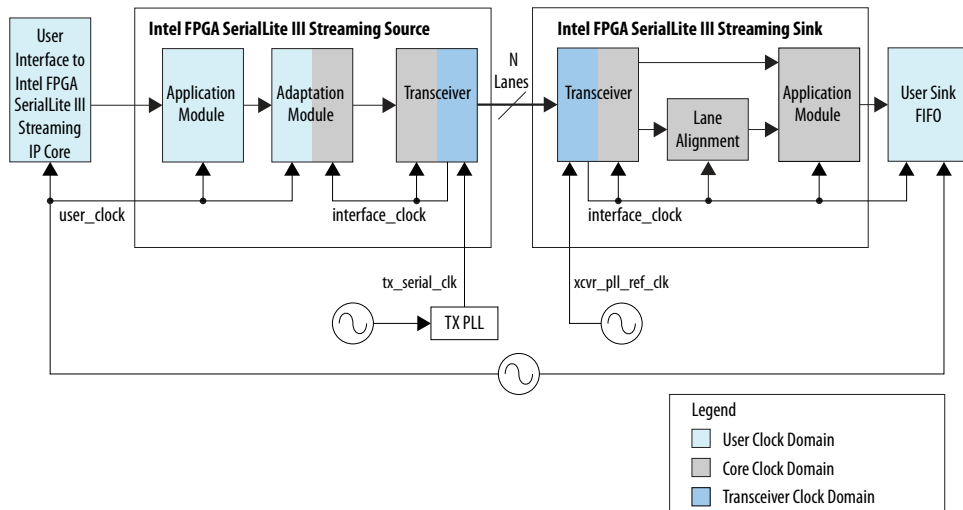 Intel FPGA SerialLite III Streaming Source
Intel FPGA SerialLite III Streaming Sink
User
Interface to
Intel FPGA
SerialLite III
Streaming
IP Core
Application
Module
Adaptation
Module
Transceiver
N
Lanes
Transceiver
Lane
Alignment
Application
Module
User Sink
FIFO
user_clock
interface_clock
interface_clock
tx_serial_clk
xcvr_pll_ref_clk
TX PLL
Legend
User Clock Domain
Core Clock Domain
Transceiver Clock Domain